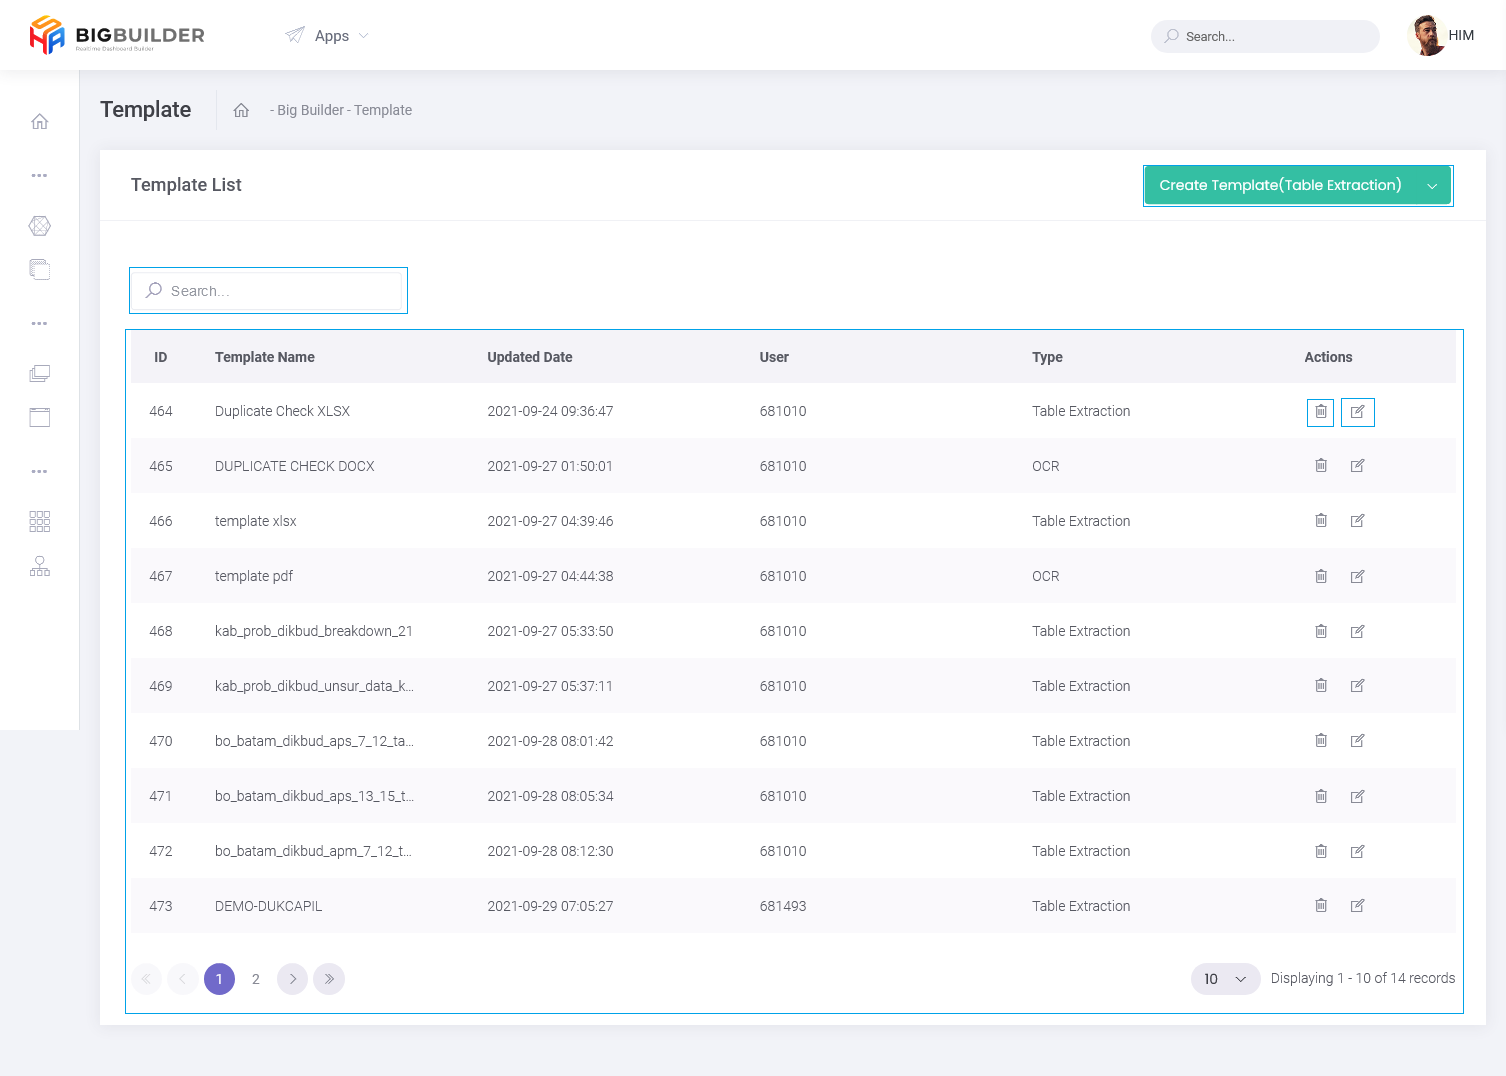 BIGBUILDER
Realtime Dashboard Builder
Apps
Search...
HIM
Template
- Big Builder - Template
Template List
Create Template(Table Extraction)
Search...
ID Template Name Updated Date User Type Actions
464 Duplicate Check XLSX 2021-09-24 09:36:47 681010 Table Extraction
465 DUPLICATE CHECK DOCX 2021-09-27 01:50:01 681010 OCR
466 template xlsx 2021-09-27 04:39:46 681010 Table Extraction
467 template pdf 2021-09-27 04:44:38 681010 OCR
468 kab_prob_dikbud_breakdown_21 2021-09-27 05:33:50 681010 Table Extraction
469 kab_prob_dikbud_unsur_data_k... 2021-09-27 05:37:11 681010 Table Extraction
470 bo_batam_dikbud_aps_7_12_ta... 2021-09-28 08:01:42 681010 Table Extraction
471 bo_batam_dikbud_aps_13_15_t... 2021-09-28 08:05:34 681010 Table Extraction
472 bo_batam_dikbud_apm_7_12_t... 2021-09-28 08:12:30 681010 Table Extraction
473 DEMO-DUKCAPIL 2021-09-29 07:05:27 681493 Table Extraction
1 2 10 Displaying 1 - 10 of 14 records